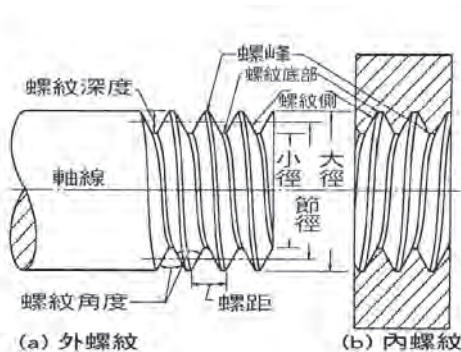 螺峰
螺紋底部
螺紋深度
螺紋側
軸線
小徑
節徑
大徑
螺紋角度
螺距
(a) 外螺紋
(b) 內螺紋